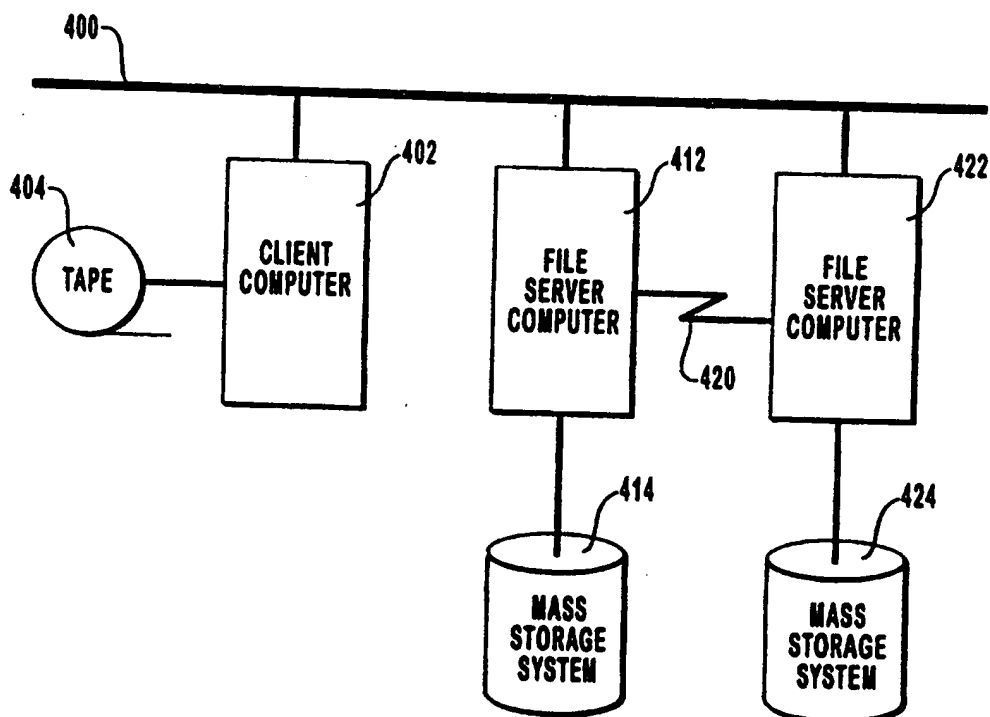 400
402
412
422
404
TAPE
CLIENT
COMPUTER
FILE
SERVER
COMPUTER
FILE
SERVER
COMPUTER
420
414
424
MASS
STORAGE
SYSTEM
MASS
STORAGE
SYSTEM